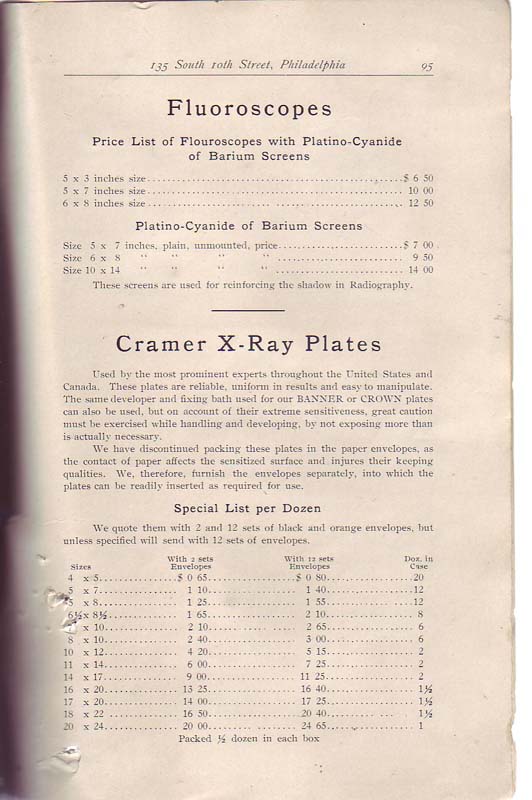 135 South 10th Street, Philadelphia 95
Fluoroscopes
Price List of Flouroscopes with Platino-Cyanide
of Barium Screens
5 x 3 inches size $ 6 50
5 x 7 inches size 10 00
6 x 8 inches size 12 50
Platino-Cyanide of Barium Screens
Size 5 x 7 inches, plain, unmounted, price $ 7 00
Size 6 x 8 " " " " 9 50
Size 10 x 14 " " " " 14 00
These screens are used for reinforcing the shadow in Radiography.
Cramer X-Ray Plates
Used by the most prominent experts throughout the United States and
Canada. These plates are reliable, uniform in results and easy to manipulate.
The same developer and fixing bath used for our BANNER or CROWN plates
can also be used, but on account of their extreme sensitiveness, great caution
must be exercised while handling and developing, by not exposing more than
is actually necessary.
We have discontinued packing these plates in the paper envelopes, as
the contact of paper affects the sensitized surface and injures their keeping
qualities. We, therefore, furnish the envelopes separately, into which the
plates can be readily inserted as required for use.
Special List per Dozen
We quote them with 2 and 12 sets of black and orange envelopes, but
unless specified will send with 12 sets of envelopes.
Sizes With 2 sets Envelopes With 12 sets Envelopes Doz. in Case
4 x 5 $ 0 65 $ 0 80 20
5 x 7 1 10 1 40 12
5 x 8 1 25 1 55 12
6½ x 8½ 1 65 2 10 8
x 10 2 10 2 65 6
8 x 10 2 40 3 00 6
10 x 12 4 20 5 15 2
11 x 14 6 00 7 25 2
14 x 17 9 00 11 25 2
16 x 20 13 25 16 40 1½
17 x 20 14 00 17 25 1½
18 x 22 16 50 20 40 1½
20 x 24 20 00 24 65 1
Packed ½ dozen in each box